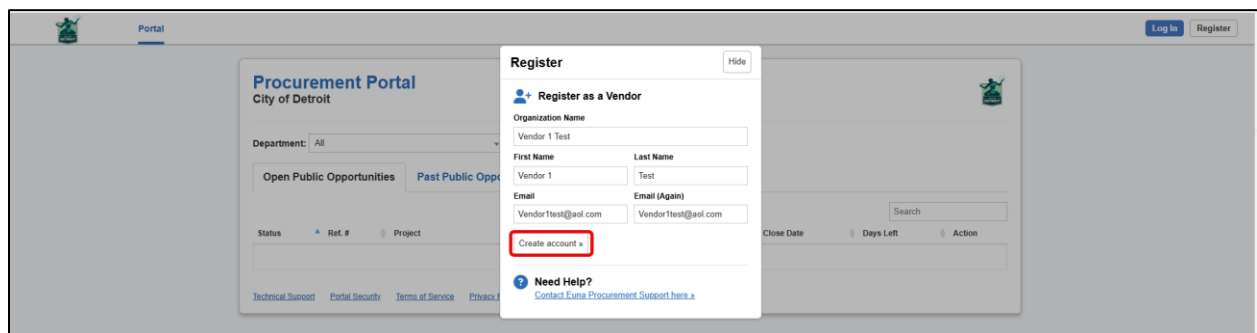 Portal
Log In Register
Procurement Portal
City of Detroit
Department: All
Open Public Opportunities Past Public Oppo
Search
Status Ref. # Project Close Date Days Left Action
Technical Support Portal Security Terms of Service Privacy P
Register Hide
Register as a Vendor
Organization Name
Vendor 1 Test
First Name Last Name
Vendor 1 Test
Email Email (Again)
Vendor1test@aol.com Vendor1test@aol.com
Create account »
? Need Help?
Contact Euna Procurement Support here »